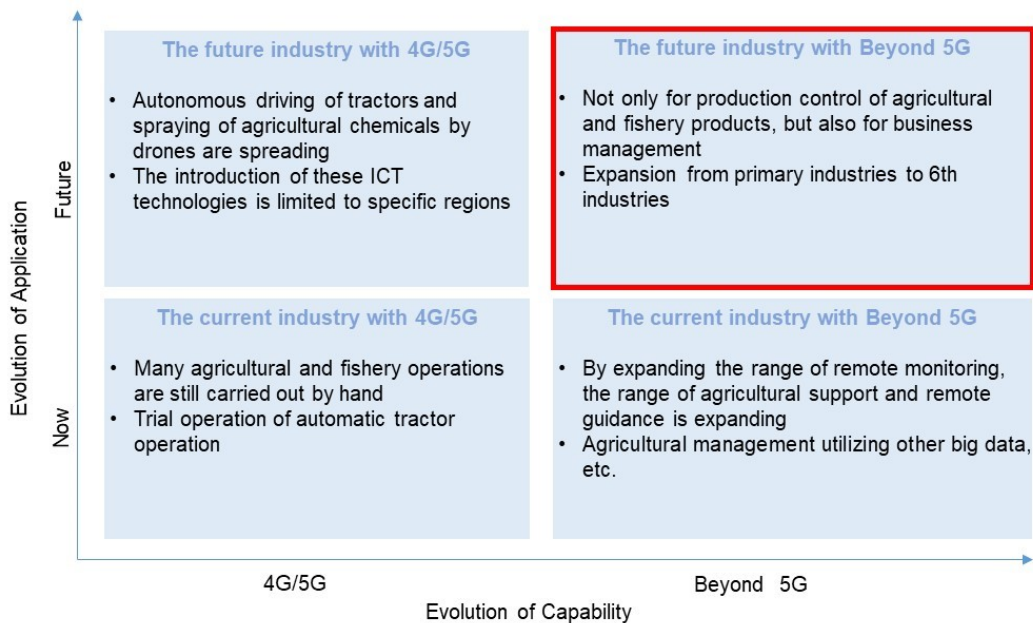 The future industry with 4G/5G
• Autonomous driving of tractors and
spraying of agricultural chemicals by
drones are spreading
• The introduction of these ICT
technologies is limited to specific regions
The future industry with Beyond 5G
• Not only for production control of agricultural
and fishery products, but also for business
management
• Expansion from primary industries to 6th
industries
The current industry with 4G/5G
• Many agricultural and fishery operations
are still carried out by hand
• Trial operation of automatic tractor
operation
The current industry with Beyond 5G
• By expanding the range of remote monitoring,
the range of agricultural support and remote
guidance is expanding
• Agricultural management utilizing other big data,
etc.
Evolution of Application
Future
Now
4G/5G
Beyond 5G
Evolution of Capability